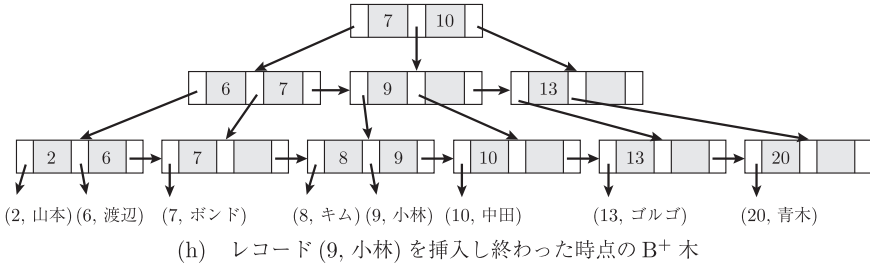 7 10
6 7 9 13
2 6 7 8 9 10 13 20
(2, 山本) (6, 渡辺) (7, ボンド) (8, キム) (9, 小林) (10, 中田) (13, ゴルゴ) (20, 青木)
(h) レコード (9, 小林) を挿入し終わった時点の B+ 木